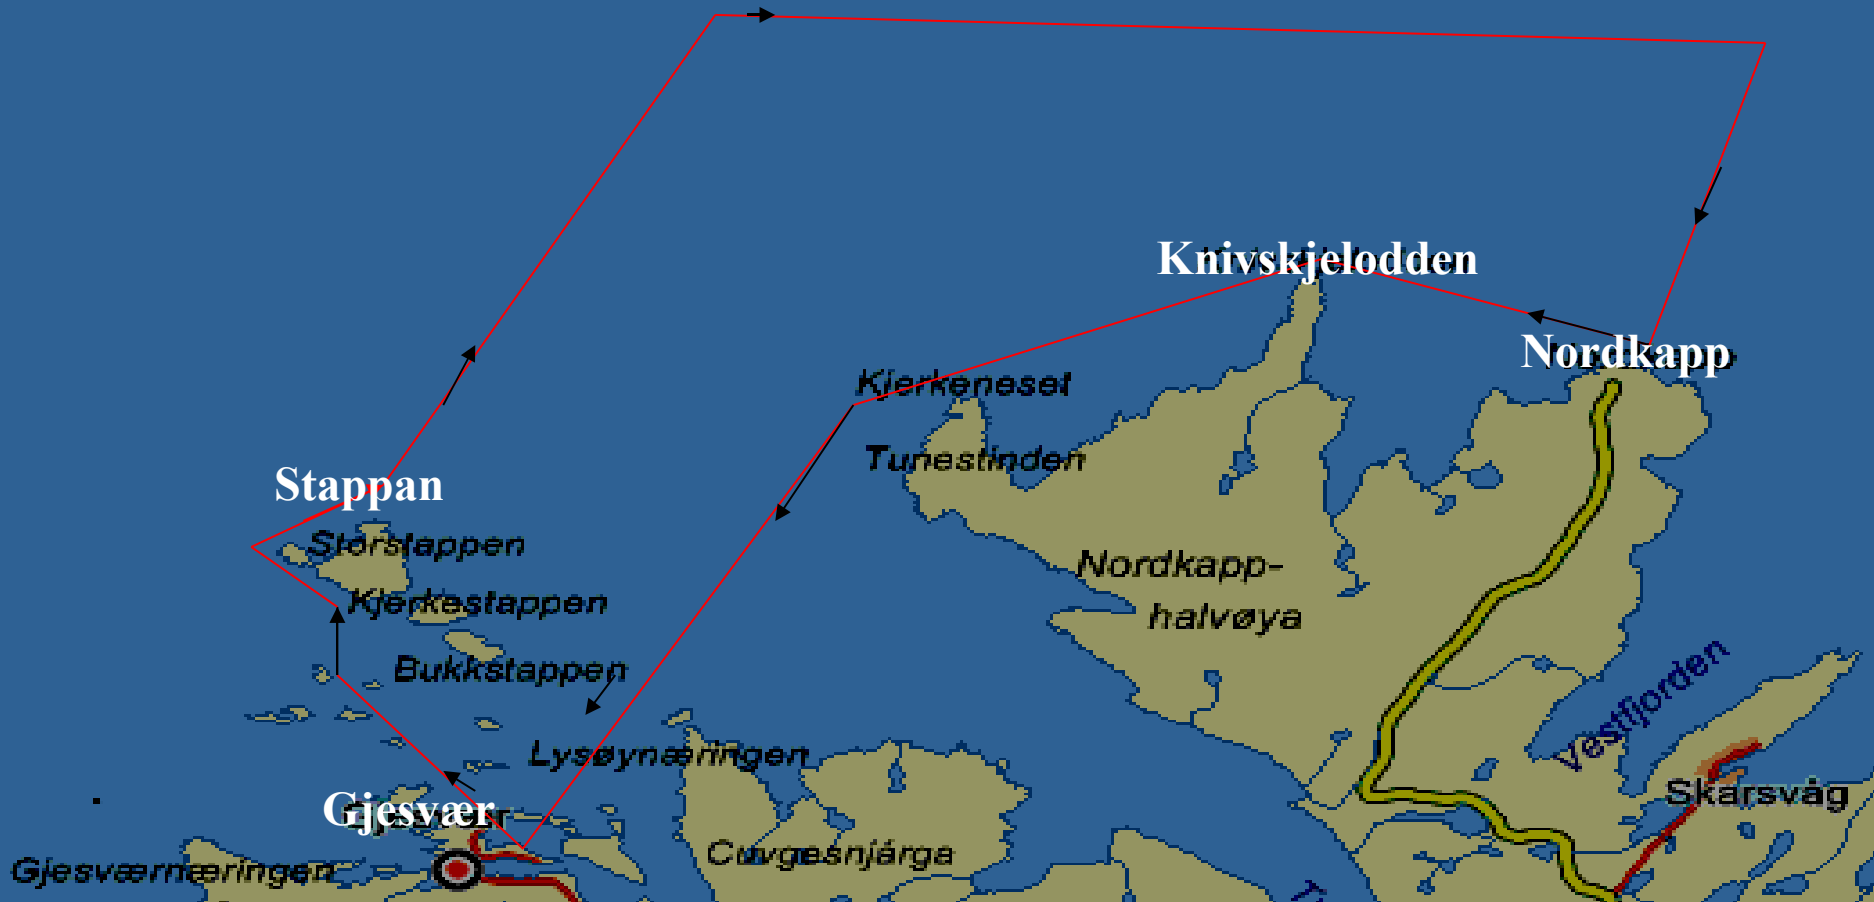 Knivskjelodden
Nordkapp
Kjerkeneset
Tunestinden
Stappan
Storstappen
Kjerkestappen
Nordkapp-
halvøya
Bukkstappen
Vestfjorden
Lysøynæringen
Skarsvåg
Gjesvær
Cuvgesnjárga
Gjesværnæringen